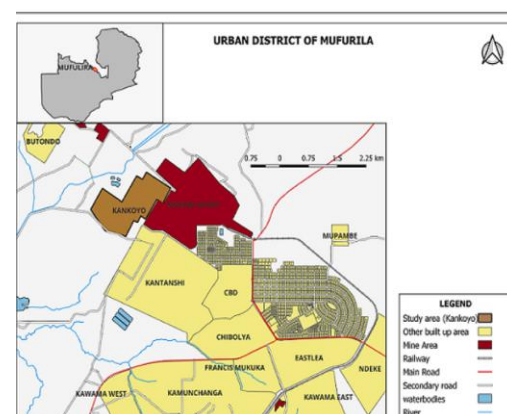 URBAN DISTRICT OF MUFURILA
MUFULIRA
BUTONDO
0.75 0 0.75 1.5 2.25 km
KANKOYO
MUPAMBE
KANTANSHI
CBD
CHIBOLYA
FRANCIS MUKUKA
EASTLEA
NDEKE
KAWAMA WEST
KAMUNCHANGA
KAWAMA EAST
LEGEND
Study area (Kankoyo)
Other built up area
Mine Area
Railway
Main Road
Secondary road
waterbodies
River